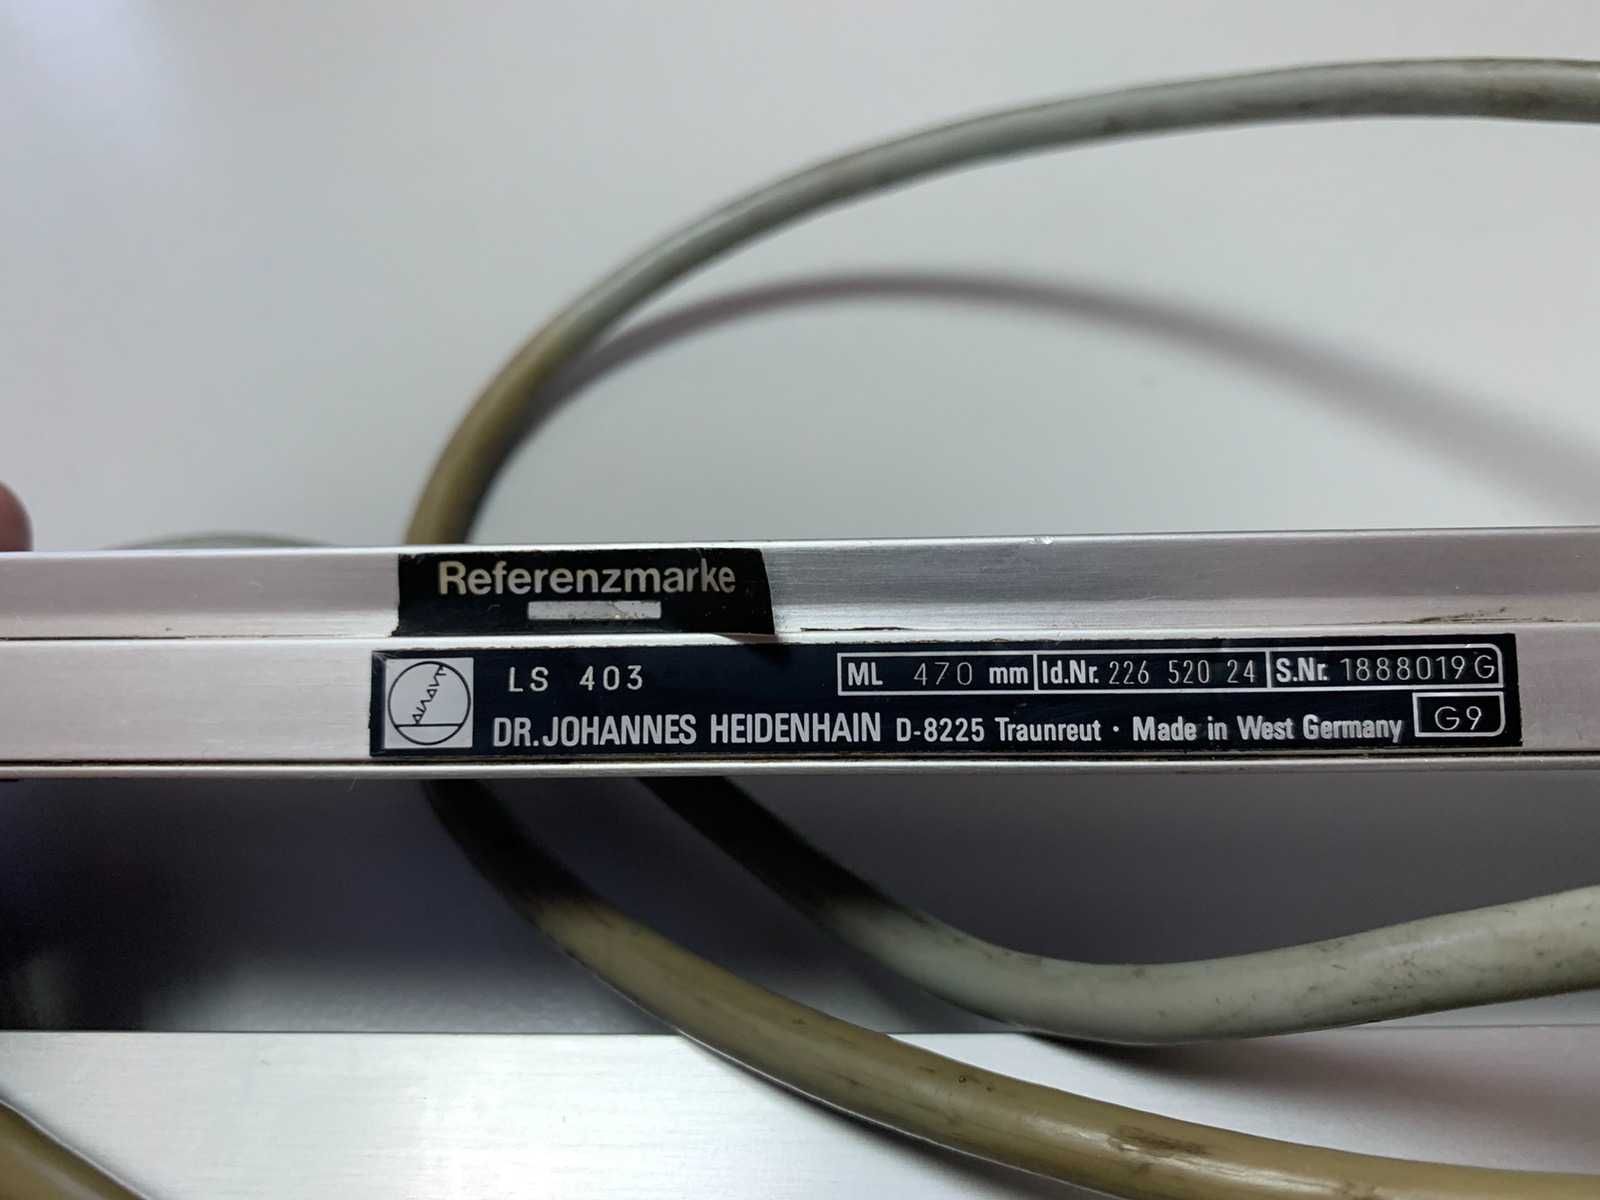 Referenzmarke
LS 403 ML 470 mm Id.Nr. 226 520 24 S.Nr. 1888019 G
DR. JOHANNES HEIDENHAIN D-8225 Traunreut · Made in West Germany G9